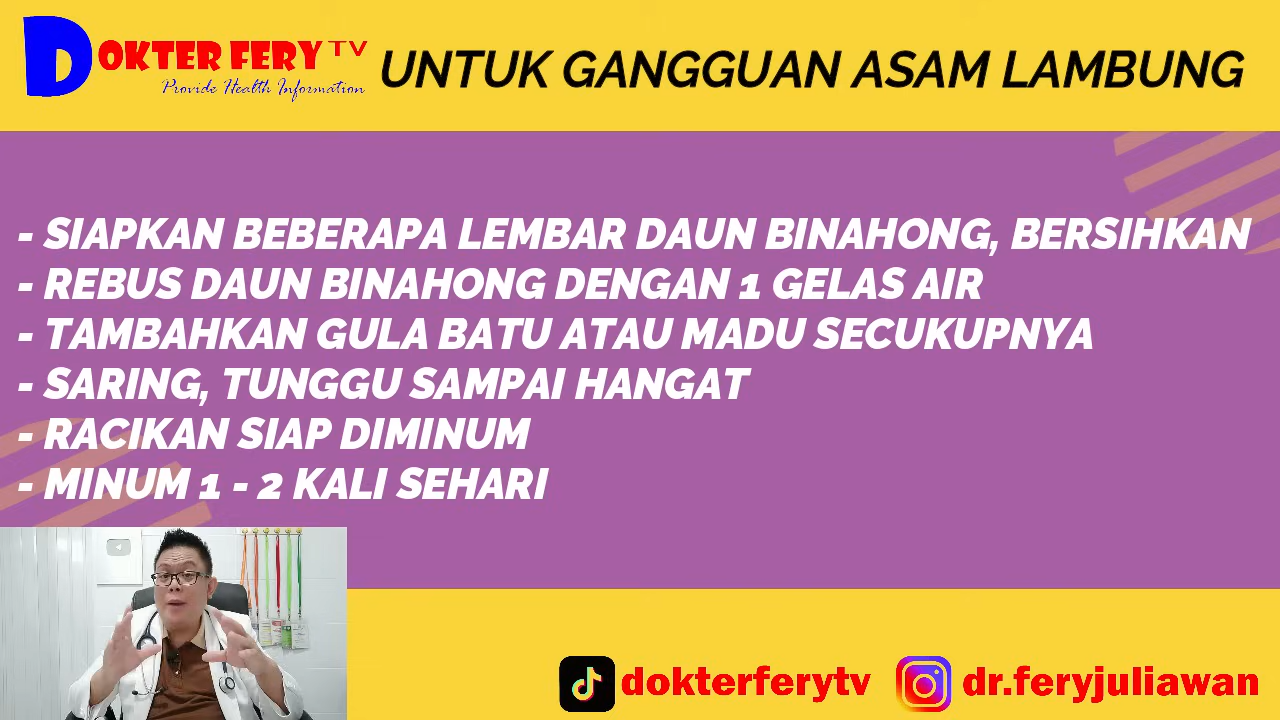 DOKTER FERY TV
Provide Health Information
UNTUK GANGGUAN ASAM LAMBUNG
- SIAPKAN BEBERAPA LEMBAR DAUN BINAHONG, BERSIHKAN
- REBUS DAUN BINAHONG DENGAN 1 GELAS AIR
- TAMBAHKAN GULA BATU ATAU MADU SECUKUPNYA
- SARING, TUNGGU SAMPAI HANGAT
- RACIKAN SIAP DIMINUM
- MINUM 1 - 2 KALI SEHARI
dokterferytv
dr.feryjuliawan